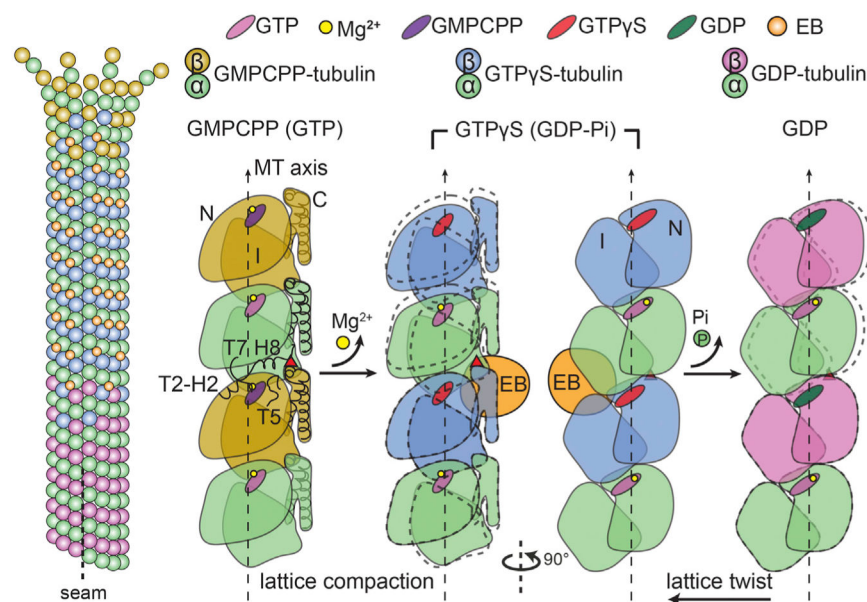 GTP Mg²⁺ GMPCPP GTPγS GDP EB
β α GMPCPP-tubulin β α GTPγS-tubulin β α GDP-tubulin
GMPCPP (GTP) GTPγS (GDP-Pi) GDP
MT axis
N C I N
I
Mg²⁺ Pi
P
T7 H8
T2-H2 EB EB
T5
90°
lattice compaction lattice twist
seam